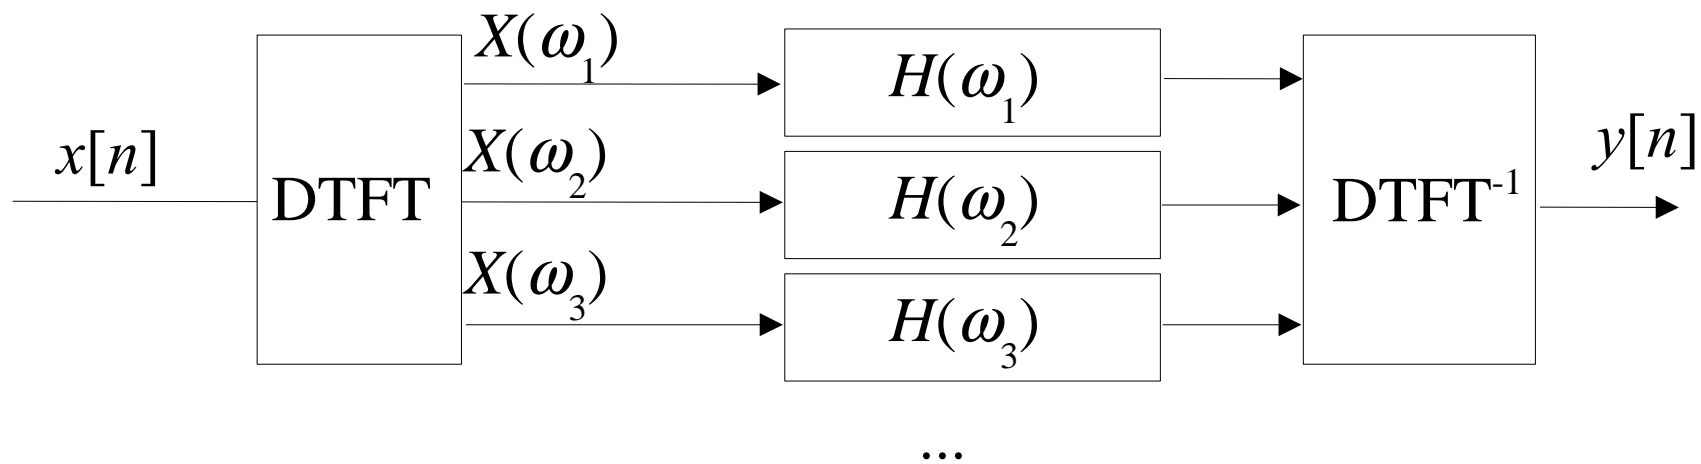 X(ω₁)
H(ω₁)
x[n]
DTFT
X(ω₂)
H(ω₂)
DTFT⁻¹
y[n]
X(ω₃)
H(ω₃)
...